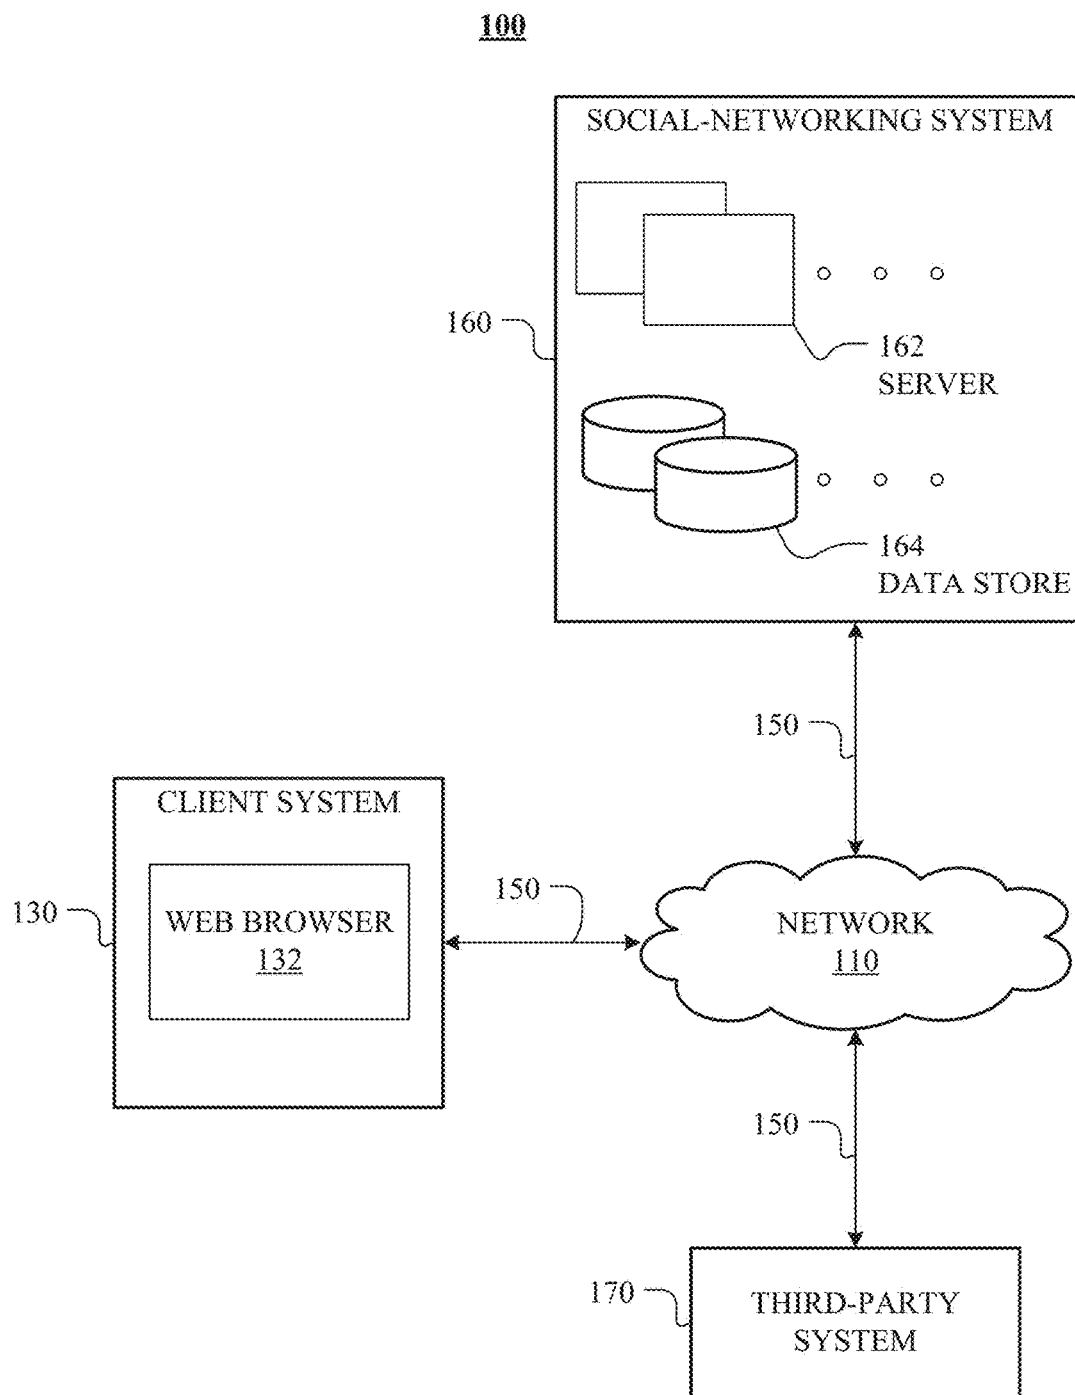 100
SOCIAL-NETWORKING SYSTEM
160
162
SERVER
164
DATA STORE
150
CLIENT SYSTEM
130
WEB BROWSER
132
150
NETWORK
110
150
170
THIRD-PARTY
SYSTEM